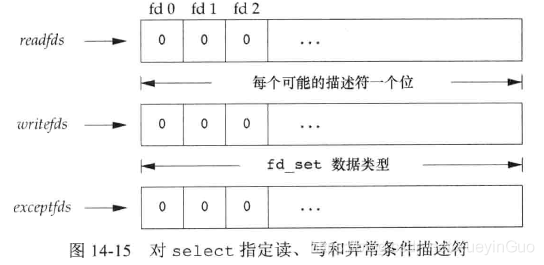 fd 0 fd 1 fd 2
readfds 0 0 0 ...
每个可能的描述符一个位
writefds 0 0 0 ...
fd_set 数据类型
exceptfds 0 0 0 ...
图 14-15 对 select 指定读、写和异常条件描述符